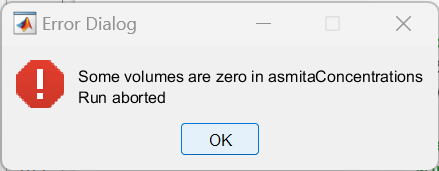 Error Dialog
Some volumes are zero in asmitaConcentrations
Run aborted
OK